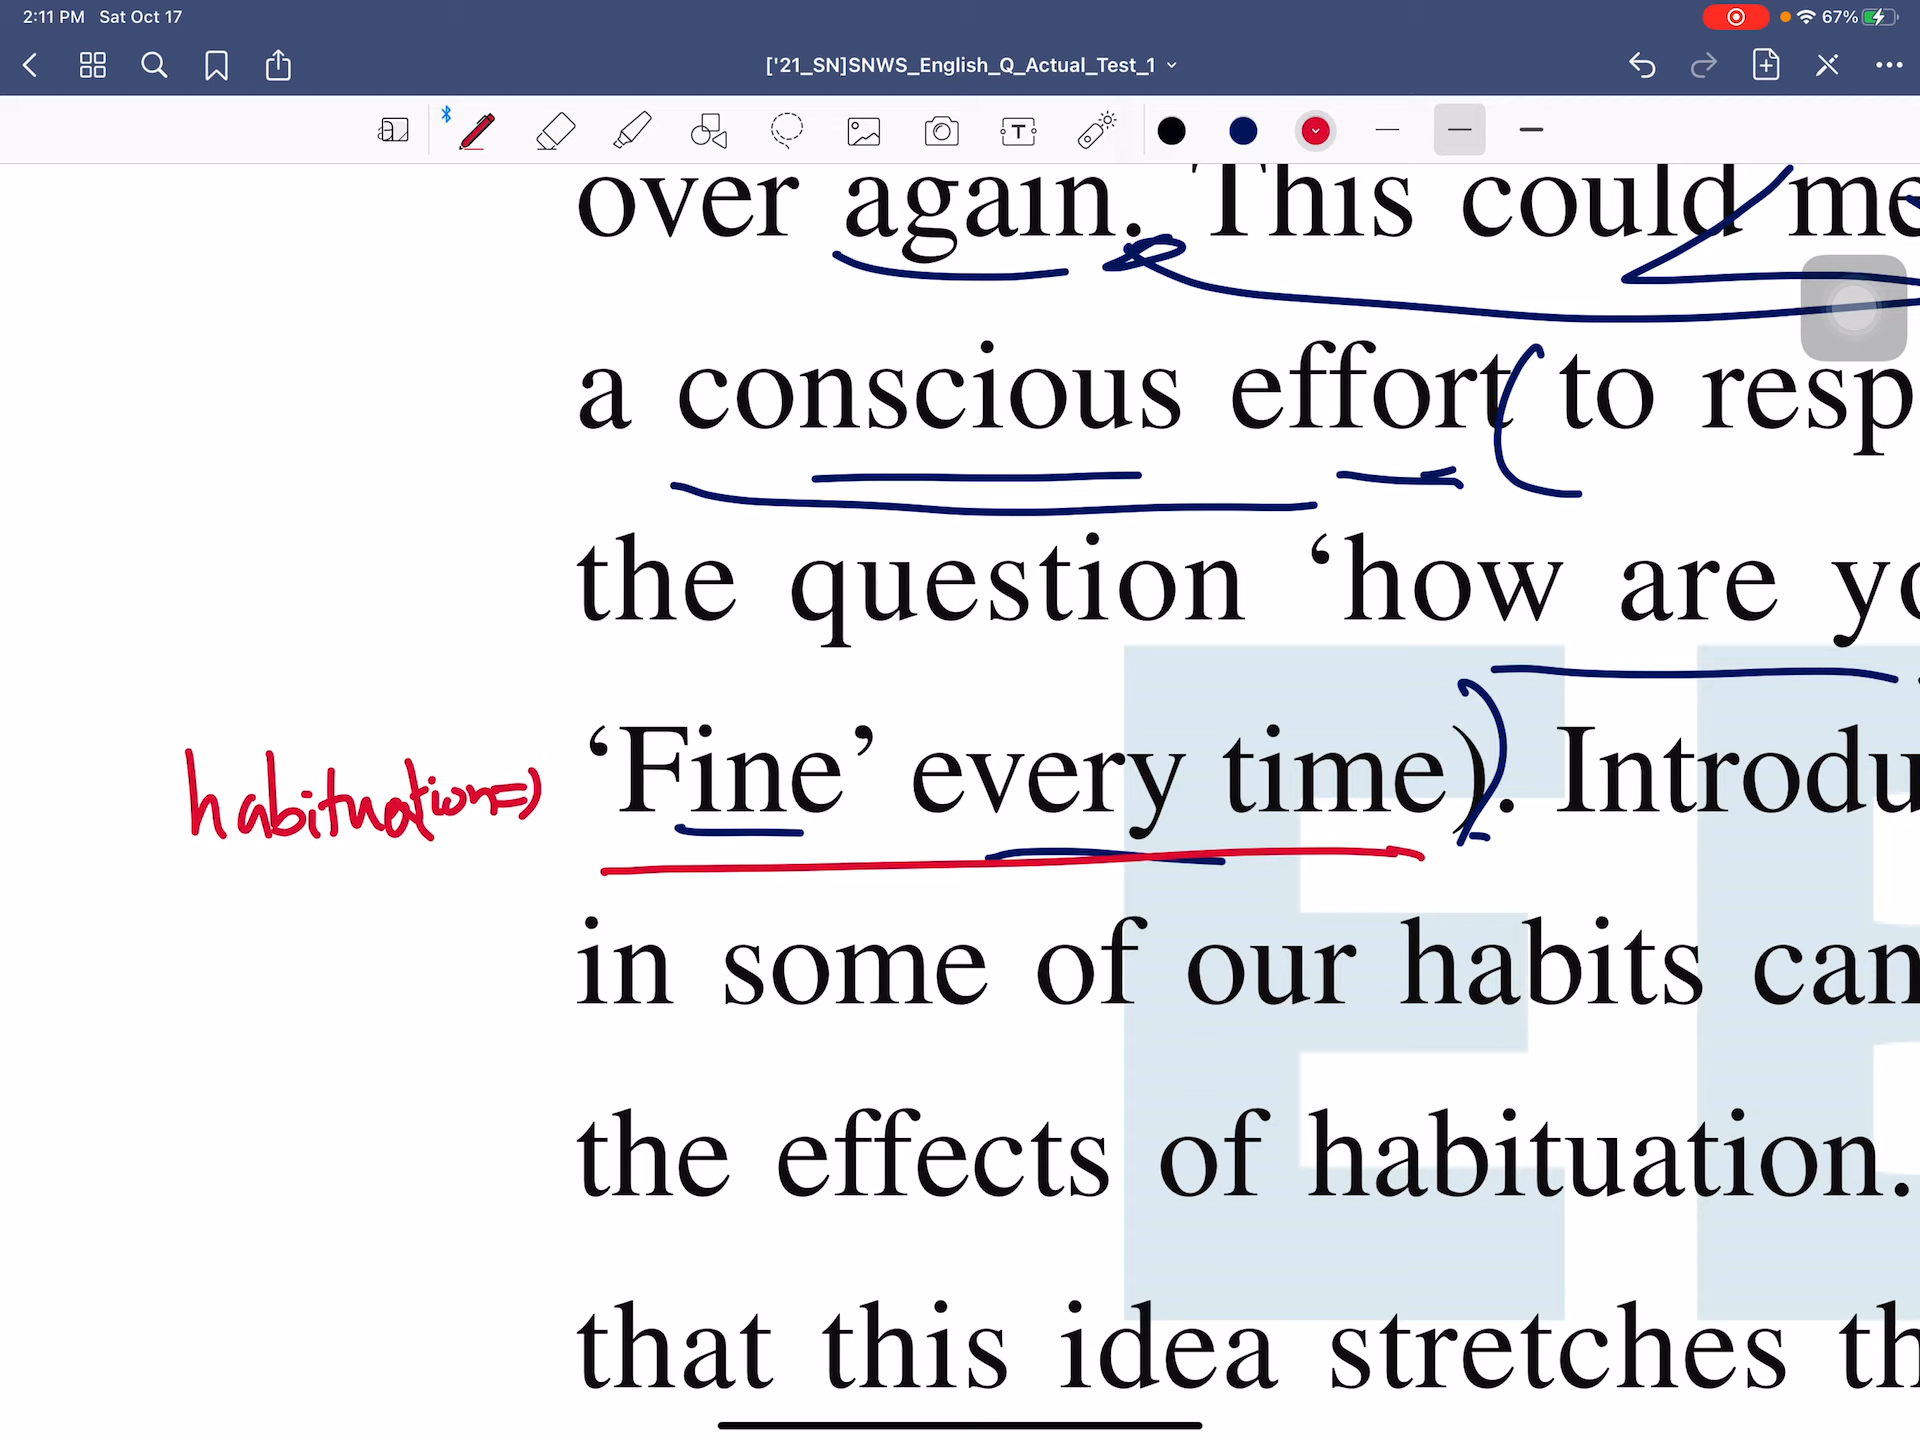 2:11 PM Sat Oct 17
67%
['21_SN]SNWS_English_Q_Actual_Test_1
T
over again. This could me
a conscious effort to resp
the question ‘how are yo
habituation=) ‘Fine’ every time). Introdu
in some of our habits can
the effects of habituation.
that this idea stretches th